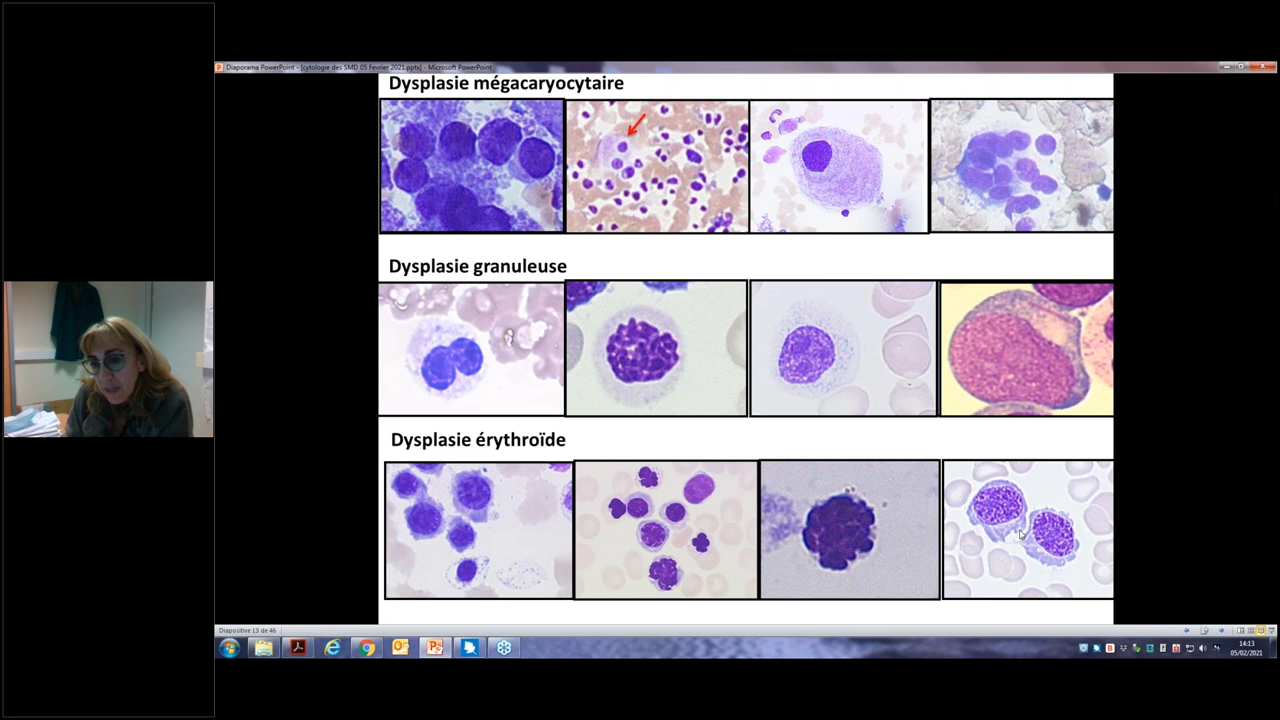 Diaporama PowerPoint - [cytologie des SMD 05 Fevrier 2021.pptx] - Microsoft PowerPoint
Dysplasie mégacaryocytaire
Dysplasie granuleuse
Dysplasie érythroïde
Diapositive 13 de 46
14:13
05/02/2021